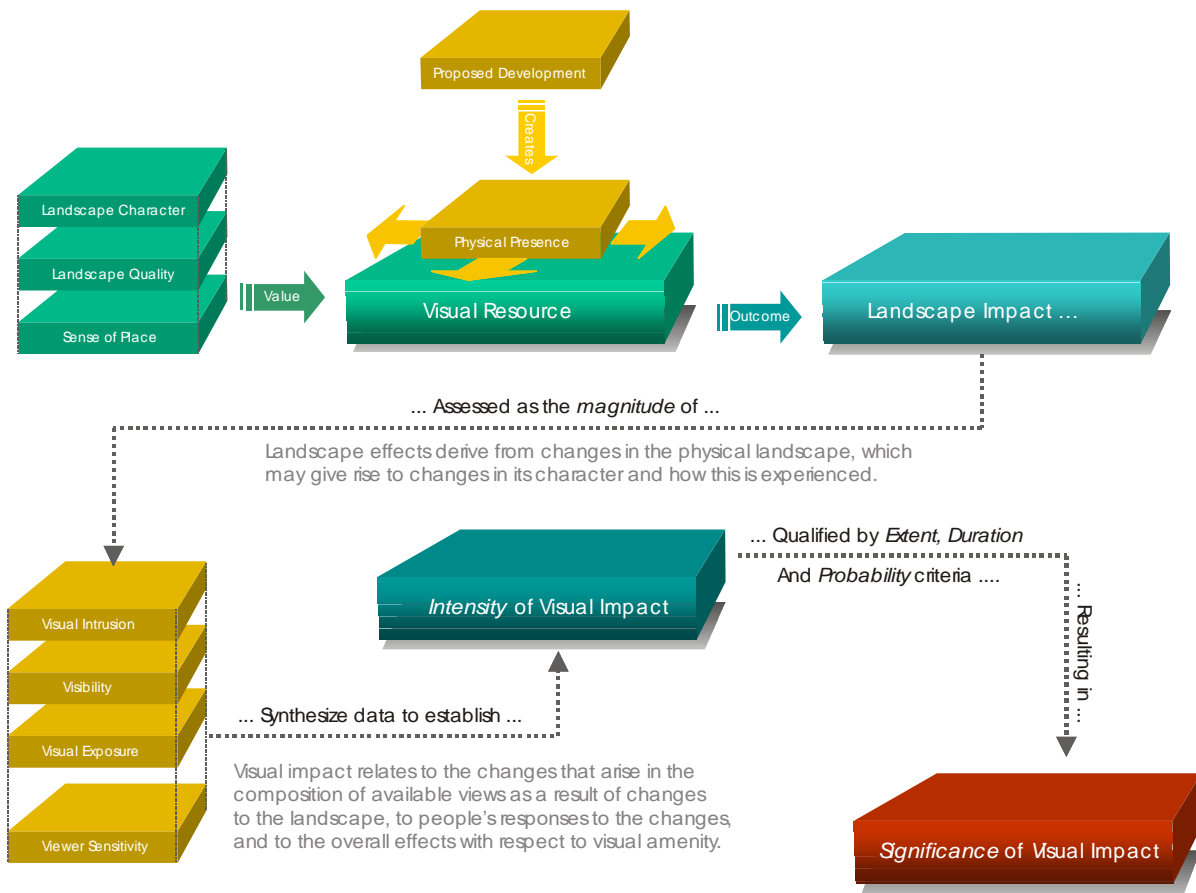 Proposed Development
Creates
Landscape Character
Physical Presence
Landscape Quality
Value
Visual Resource
Outcome
Landscape Impact ...
Sense of Place
... Assessed as the magnitude of ...
Landscape effects derive from changes in the physical landscape, which
may give rise to changes in its character and how this is experienced.
... Qualified by Extent, Duration
And Probability criteria ....
Intensity of Visual Impact
... Resulting in ...
Visual Intrusion
Visibility
Visual Exposure
Viewer Sensitivity
... Synthesize data to establish ...
Visual impact relates to the changes that arise in the
composition of available views as a result of changes
to the landscape, to people's responses to the changes,
and to the overall effects with respect to visual amenity.
Significance of Visual Impact